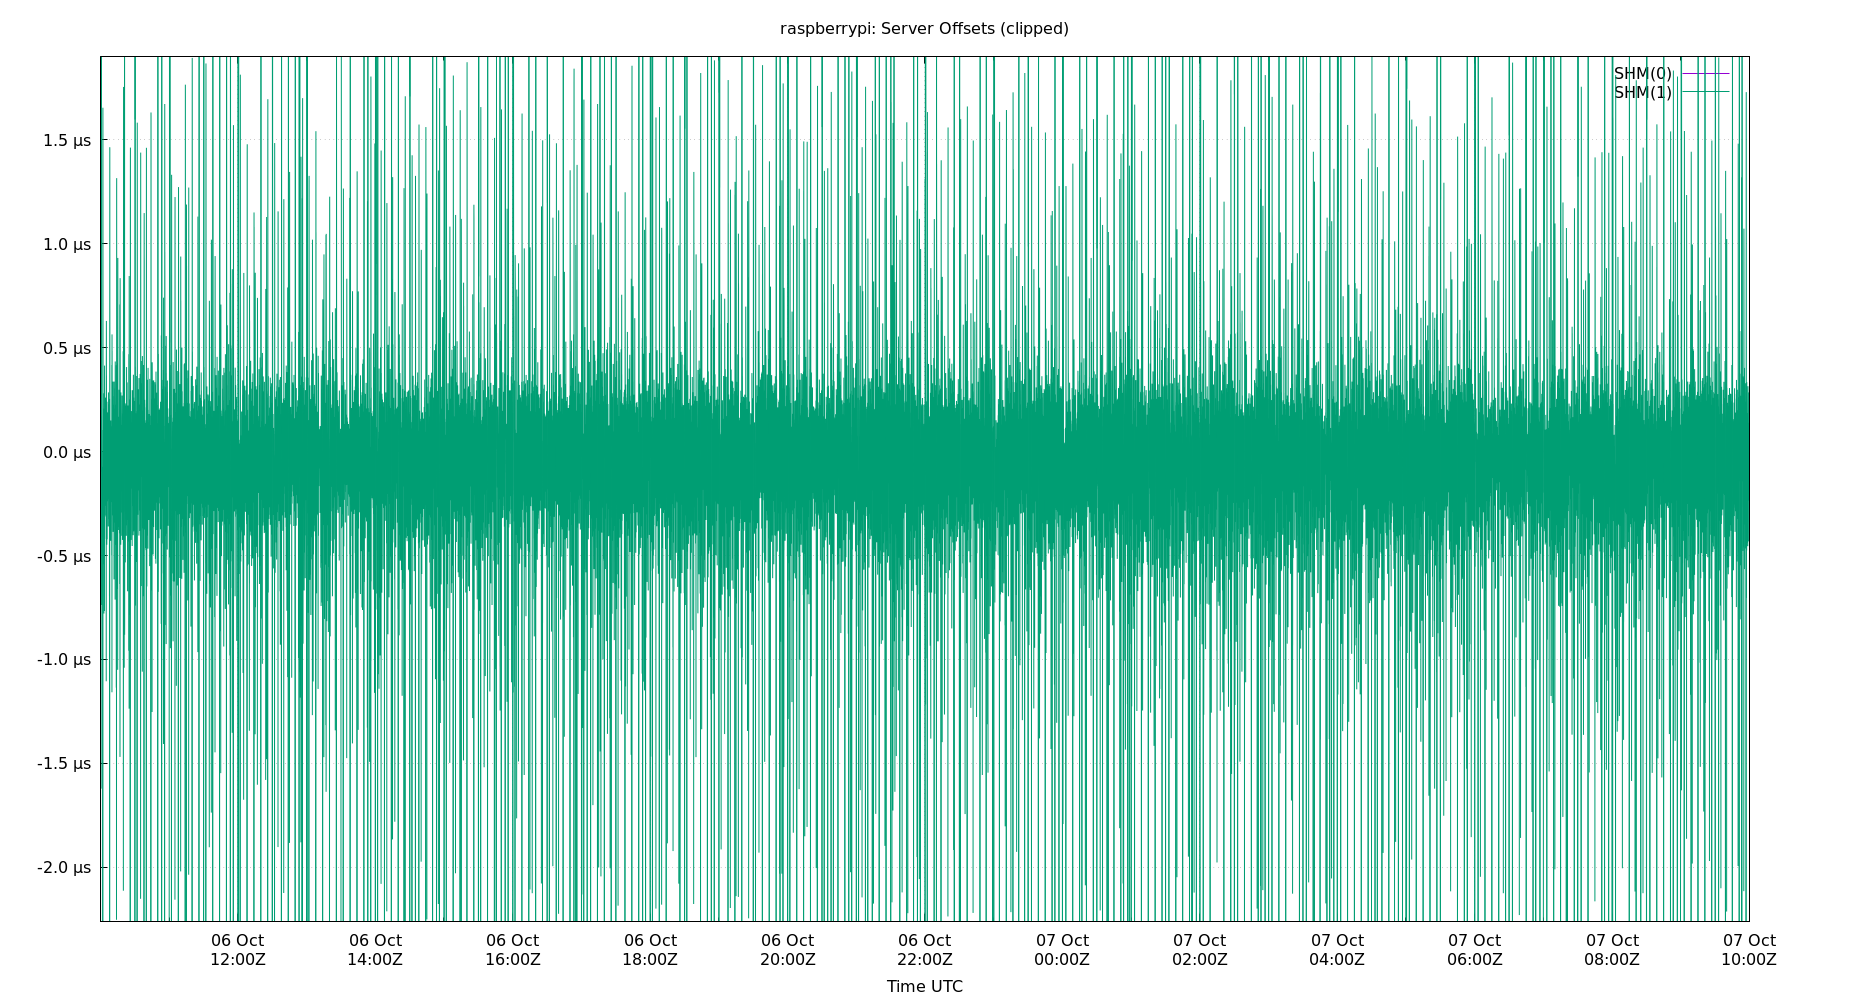 raspberrypi: Server Offsets (clipped)
SHM(0)
SHM(1)
1.5 µs
1.0 µs
0.5 µs
0.0 µs
-0.5 µs
-1.0 µs
-1.5 µs
-2.0 µs
06 Oct 06 Oct 06 Oct 06 Oct 06 Oct 06 Oct 07 Oct 07 Oct 07 Oct 07 Oct 07 Oct 07 Oct
12:00Z 14:00Z 16:00Z 18:00Z 20:00Z 22:00Z 00:00Z 02:00Z 04:00Z 06:00Z 08:00Z 10:00Z
Time UTC